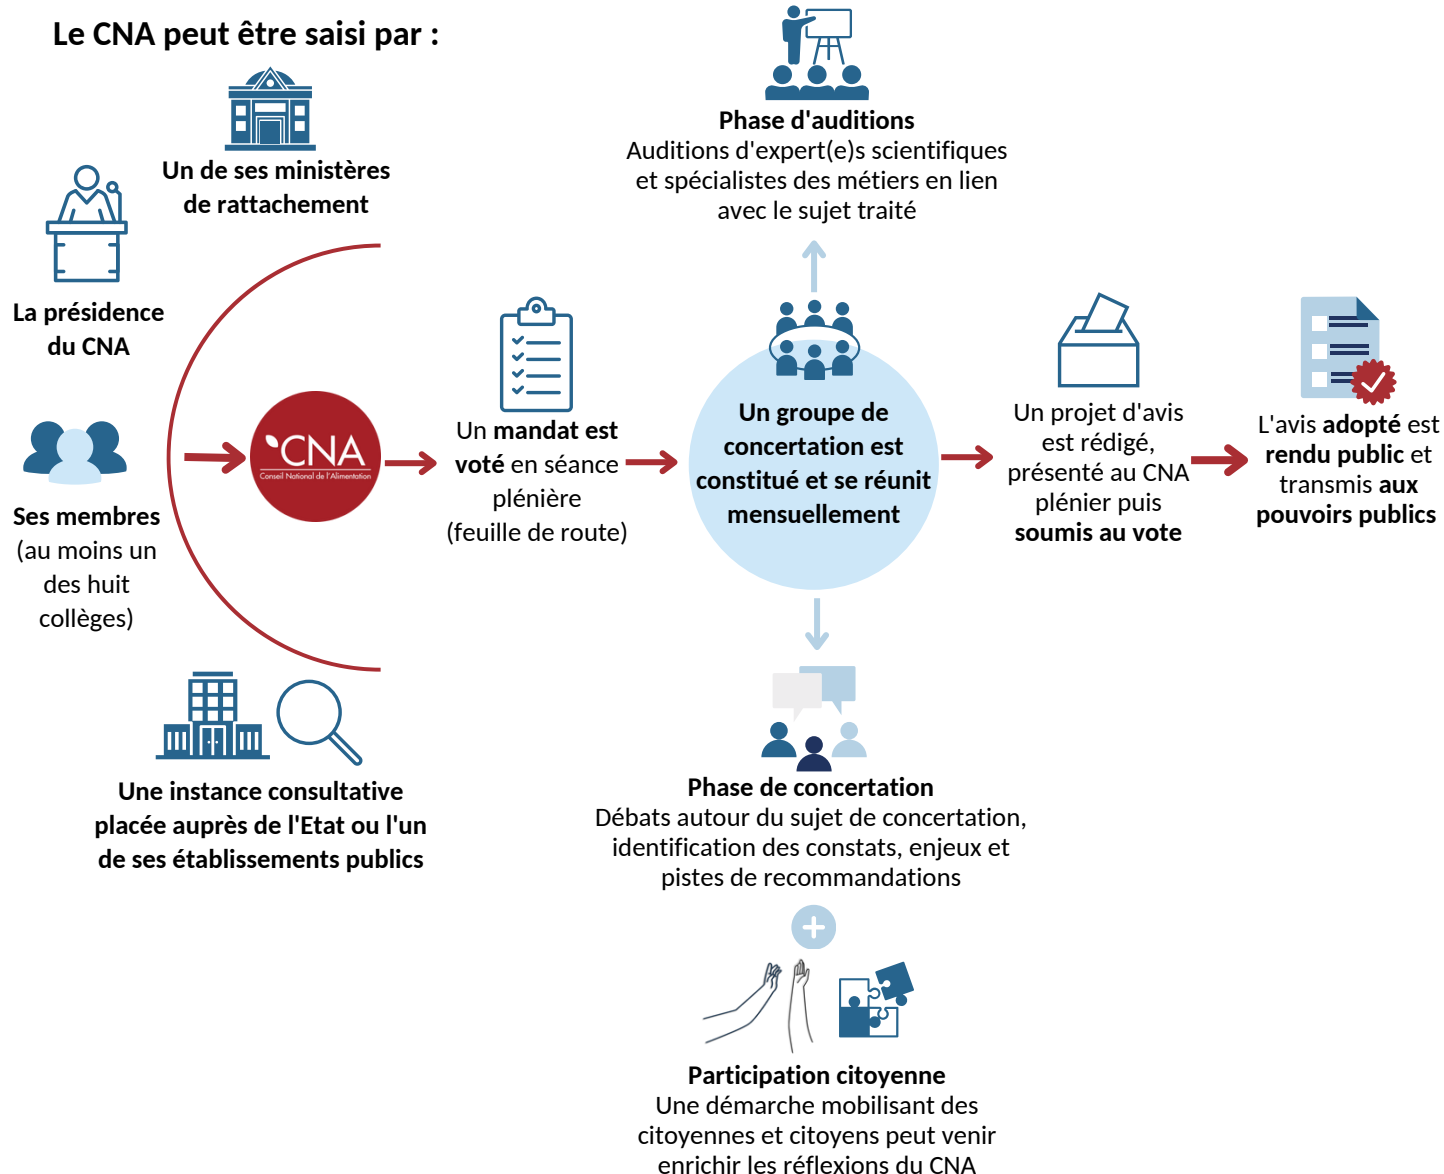 Le CNA peut être saisi par :
Un de ses ministères
de rattachement
La présidence
du CNA
Ses membres
(au moins un
des huit
collèges)
Une instance consultative
placée auprès de l'Etat ou l'un
de ses établissements publics
CNA
Conseil National de l'Alimentation
Un mandat est
voté en séance
plénière
(feuille de route)
Un groupe de
concertation est
constitué et se réunit
mensuellement
Phase d'auditions
Auditions d'expert(e)s scientifiques
et spécialistes des métiers en lien
avec le sujet traité
Phase de concertation
Débats autour du sujet de concertation,
identification des constats, enjeux et
pistes de recommandations
Participation citoyenne
Une démarche mobilisant des
citoyennes et citoyens peut venir
enrichir les réflexions du CNA
Un projet d'avis
est rédigé,
présenté au CNA
plénier puis
soumis au vote
L'avis adopté est
rendu public et
transmis aux
pouvoirs publics